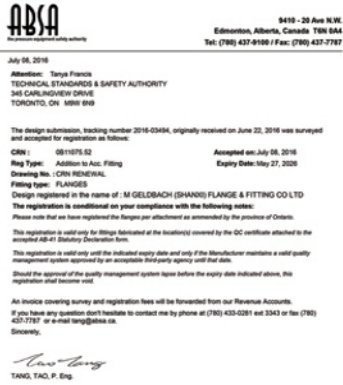 ABSA
the pressure equipment safety authority
9410 - 20 Ave N.W.
Edmonton, Alberta, Canada T6N 0A4
Tel: (780) 437-9100 / Fax: (780) 437-7787
July 08, 2016
Attention: Tanya Francis
TECHNICAL STANDARDS & SAFETY AUTHORITY
345 CARLINGVIEW DRIVE
TORONTO, ON M9W 6N9
The design submission, tracking number 2016-03494, originally received on June 22, 2016 was surveyed
and accepted for registration as follows:
CRN : 0B11075.52 Accepted on: July 08, 2016
Reg Type: Addition to Acc. Fitting Expiry Date: May 27, 2026
Drawing No. : CRN RENEWAL
Fitting type: FLANGES
Design registered in the name of : M GELDBACH (SHANXI) FLANGE & FITTING CO LTD
The registration is conditional on your compliance with the following notes:
Please note that we have registered the flanges per attachment as ammended by the province of Ontario.
This registration is valid only for fittings fabricated at the location(s) covered by the QC certificate attached to the
accepted AB-41 Statutory Declaration form.
This registration is valid only until the indicated expiry date and only if the Manufacturer maintains a valid quality
management system approved by an acceptable third-party agency until that date.
Should the approval of the quality management system lapse before the expiry date indicated above, this
registration shall become void.
An invoice covering survey and registration fees will be forwarded from our Revenue Accounts.
If you have any question don't hesitate to contact me by phone at (780) 433-0281 ext 3343 or fax (780)
437-7787 or e-mail tang@absa.ca.
Sincerely,
Tao Tang
TANG, TAO, P. Eng.